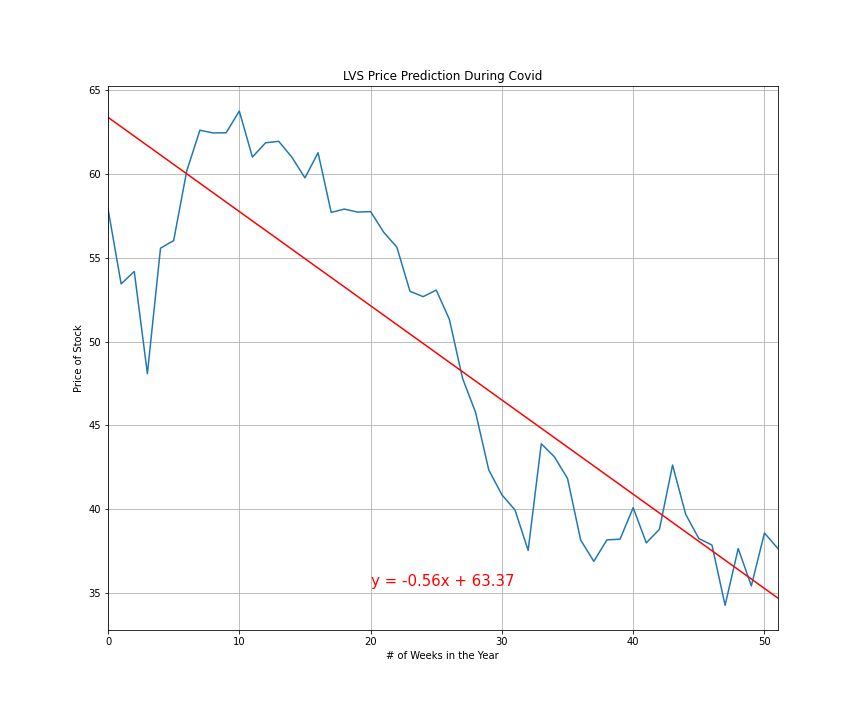 LVS Price Prediction During Covid
65
60
55
50
45
40
35
Price of Stock
y = -0.56x + 63.37
0 10 20 30 40 50
# of Weeks in the Year